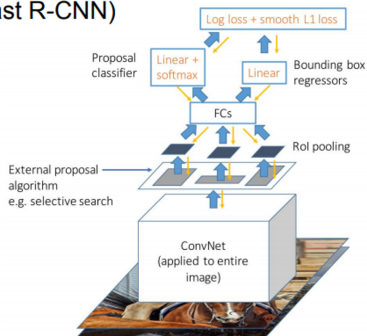 ast R-CNN)
Log loss + smooth L1 loss
Proposal
classifier
Linear +
softmax
Linear
Bounding box
regressors
FCs
RoI pooling
External proposal
algorithm
e.g. selective search
ConvNet
(applied to entire
image)